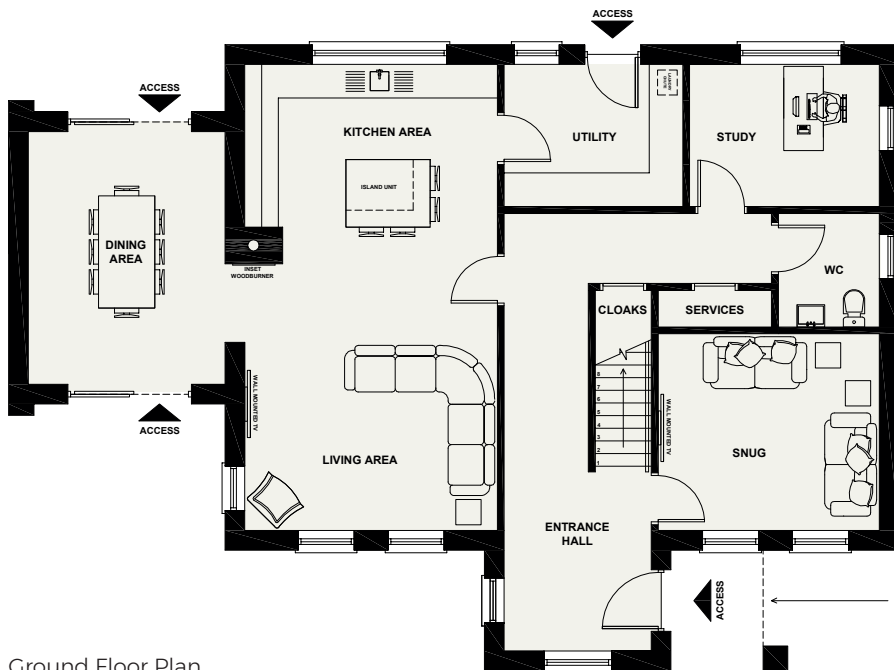 ACCESS
ACCESS
KITCHEN AREA
UTILITY
STUDY
ISLAND UNIT
DINING
AREA
INSET
WOODBURNER
WC
CLOAKS
SERVICES
8
7
6
5
4
3
2
1
WALL MOUNTED TV
WALL MOUNTED TV
ACCESS
LIVING AREA
SNUG
ENTRANCE
HALL
ACCESS
Ground Floor Plan